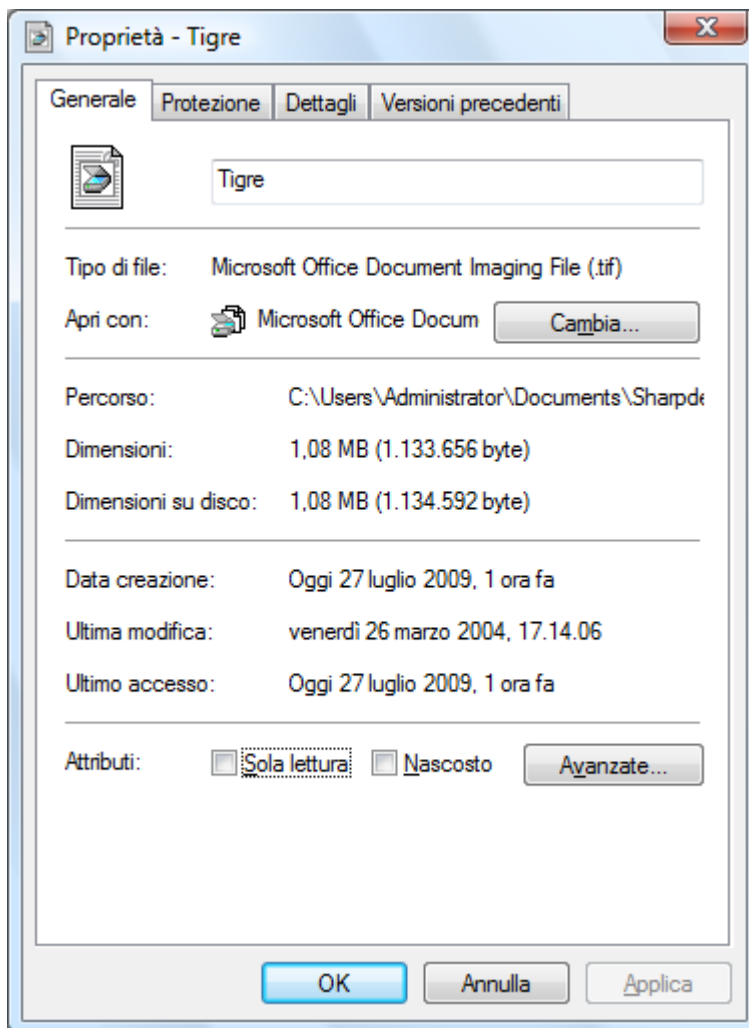 Proprietà - Tigre
Generale Protezione Dettagli Versioni precedenti
Tigre
Tipo di file: Microsoft Office Document Imaging File (.tif)
Apri con: Microsoft Office Docum Cambia...
Percorso: C:\Users\Administrator\Documents\Sharpde
Dimensioni: 1,08 MB (1.133.656 byte)
Dimensioni su disco: 1,08 MB (1.134.592 byte)
Data creazione: Oggi 27 luglio 2009, 1 ora fa
Ultima modifica: venerdì 26 marzo 2004, 17.14.06
Ultimo accesso: Oggi 27 luglio 2009, 1 ora fa
Attributi: Sola lettura Nascosto Avanzate...
OK Annulla Applica